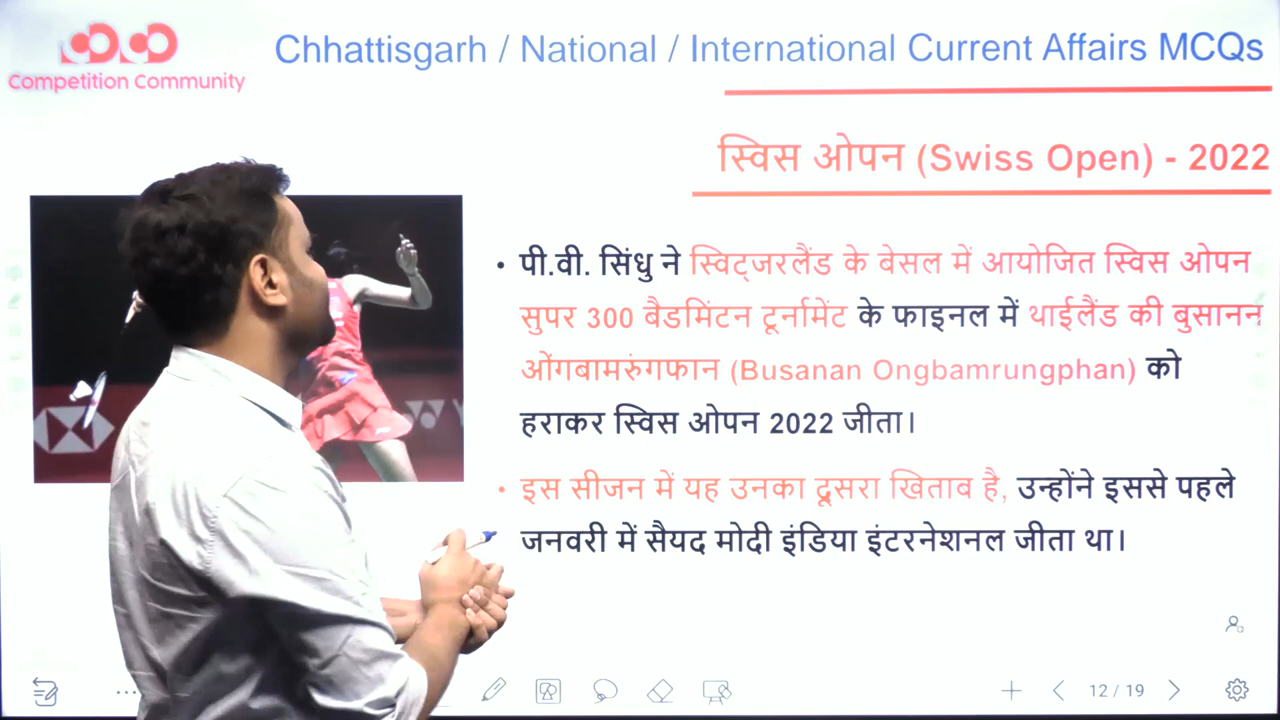 Competition Community
Chhattisgarh / National / International Current Affairs MCQs
स्विस ओपन (Swiss Open) - 2022
• पी.वी. सिंधु ने स्विट्जरलैंड के बेसल में आयोजित स्विस ओपन
सुपर 300 बैडमिंटन टूर्नामेंट के फाइनल में थाईलैंड की बुसानन
ओंगबामरुंगफान (Busanan Ongbamrungphan) को
हराकर स्विस ओपन 2022 जीता।
• इस सीजन में यह उनका दूसरा खिताब है, उन्होंने इससे पहले
जनवरी में सैयद मोदी इंडिया इंटरनेशनल जीता था।
12 / 19